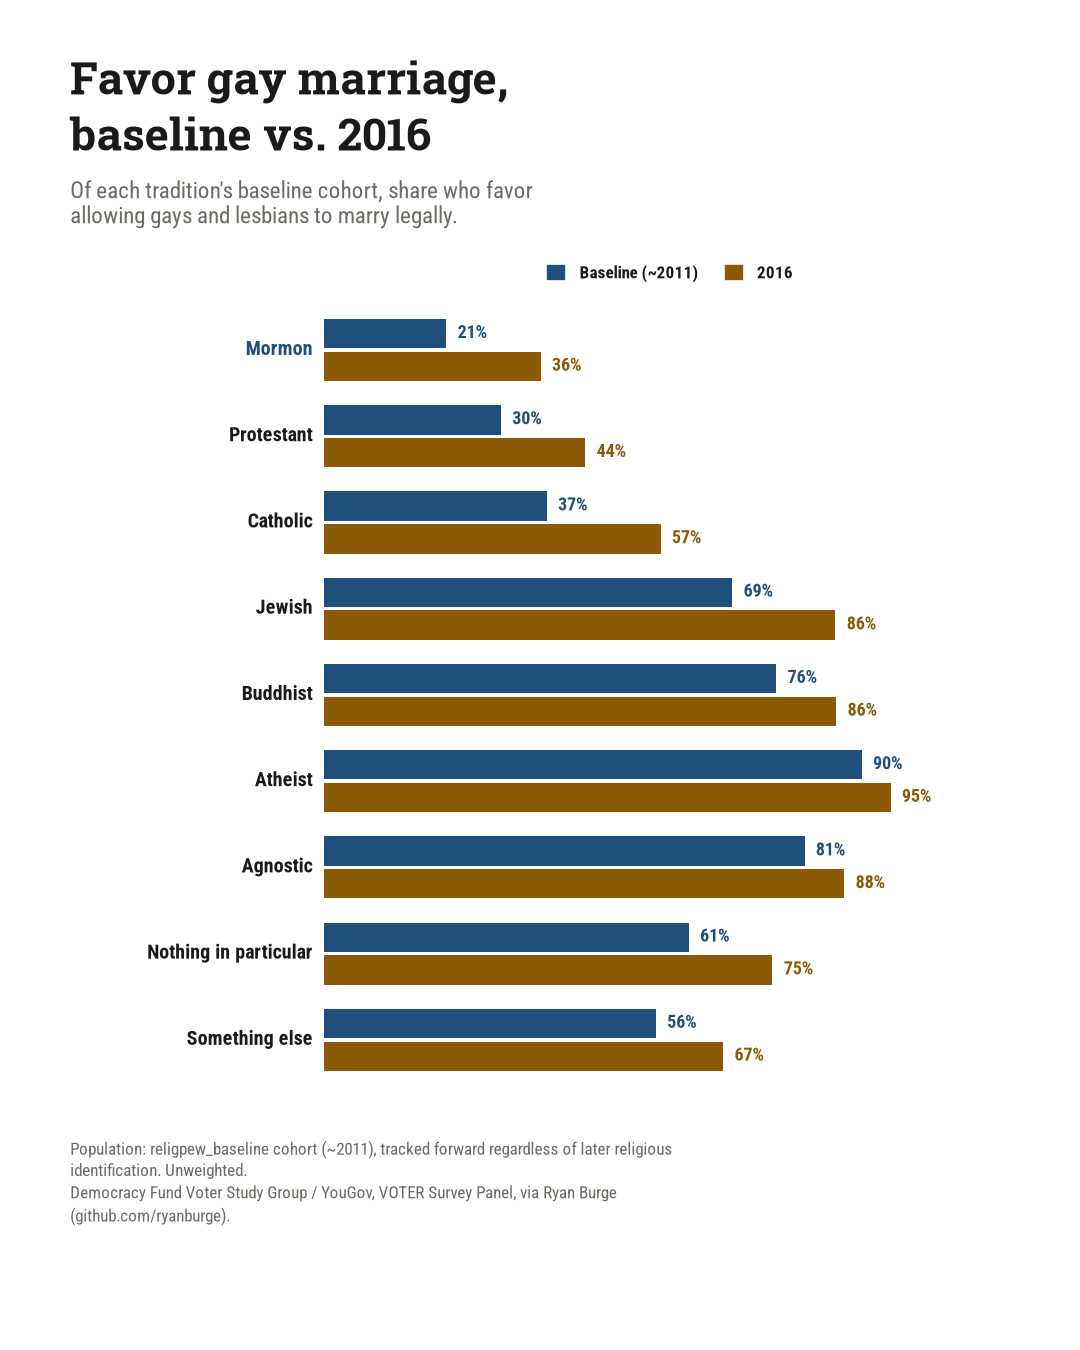 Favor gay marriage,
baseline vs. 2016
Of each tradition's baseline cohort, share who favor
allowing gays and lesbians to marry legally.
Baseline (~2011) 2016
Mormon 21%
36%
Protestant 30%
44%
Catholic 37%
57%
Jewish 69%
86%
Buddhist 76%
86%
Atheist 90%
95%
Agnostic 81%
88%
Nothing in particular 61%
75%
Something else 56%
67%
Population: religpew_baseline cohort (~2011), tracked forward regardless of later religious
identification. Unweighted.
Democracy Fund Voter Study Group / YouGov, VOTER Survey Panel, via Ryan Burge
(github.com/ryanburge).